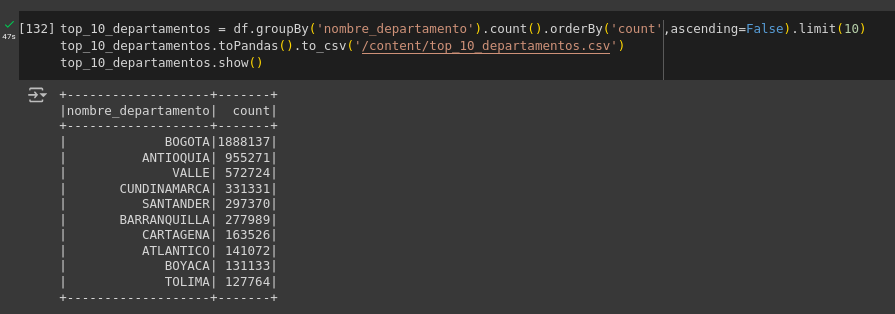 [132] top_10_departamentos = df.groupBy('nombre_departamento').count().orderBy('count',ascending=False).limit(10)
47s
top_10_departamentos.toPandas().to_csv('/content/top_10_departamentos.csv')
top_10_departamentos.show()
+-------------------+-------+
|nombre_departamento|  count|
+-------------------+-------+
|             BOGOTA|1888137|
|          ANTIOQUIA| 955271|
|              VALLE| 572724|
|       CUNDINAMARCA| 331331|
|          SANTANDER| 297370|
|       BARRANQUILLA| 277989|
|          CARTAGENA| 163526|
|          ATLANTICO| 141072|
|             BOYACA| 131133|
|             TOLIMA| 127764|
+-------------------+-------+